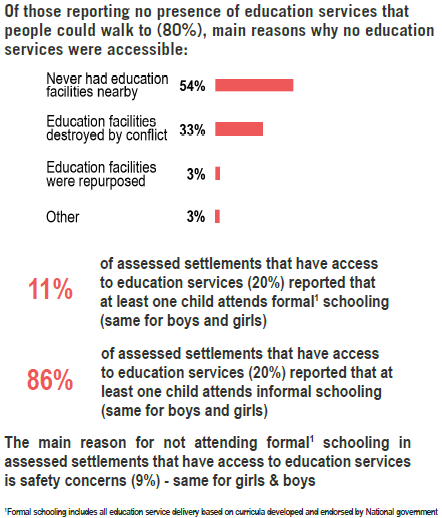 Of those reporting no presence of education services that
people could walk to (80%), main reasons why no education
services were accessible:
Never had education
facilities nearby 54%
Education facilities
destroyed by conflict 33%
Education facilities
were repurposed 3%
Other 3%
11%
of assessed settlements that have access
to education services (20%) reported that
at least one child attends formal¹ schooling
(same for boys and girls)
86%
of assessed settlements that have access
to education services (20%) reported that at
least one child attends informal schooling
(same for boys and girls)
The main reason for not attending formal¹ schooling in
assessed settlements that have access to education services
is safety concerns (9%) - same for girls & boys
¹Formal schooling includes all education service delivery based on curricula developed and endorsed by National government